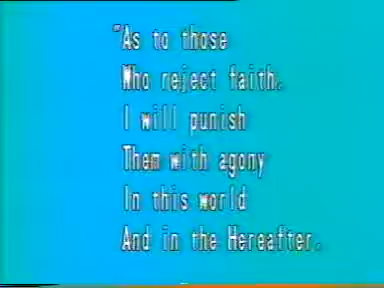 "As to those
Who reject faith,
I will punish
Them with agony
In this world
And in the Hereafter.